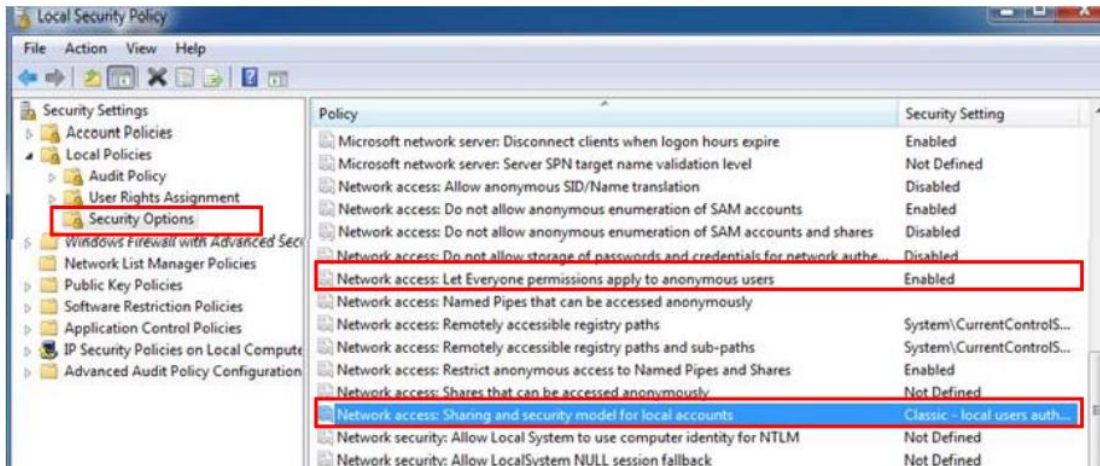 Local Security Policy
File Action View Help
Security Settings
Account Policies
Local Policies
Audit Policy
User Rights Assignment
Security Options
Windows Firewall with Advanced Secu
Network List Manager Policies
Public Key Policies
Software Restriction Policies
Application Control Policies
IP Security Policies on Local Compute
Advanced Audit Policy Configuration
Policy Security Setting
Microsoft network server: Disconnect clients when logon hours expire Enabled
Microsoft network server: Server SPN target name validation level Not Defined
Network access: Allow anonymous SID/Name translation Disabled
Network access: Do not allow anonymous enumeration of SAM accounts Enabled
Network access: Do not allow anonymous enumeration of SAM accounts and shares Disabled
Network access: Do not allow storage of passwords and credentials for network authe... Disabled
Network access: Let Everyone permissions apply to anonymous users Enabled
Network access: Named Pipes that can be accessed anonymously
Network access: Remotely accessible registry paths System\CurrentControlS...
Network access: Remotely accessible registry paths and sub-paths System\CurrentControlS...
Network access: Restrict anonymous access to Named Pipes and Shares Enabled
Network access: Shares that can be accessed anonymously Not Defined
Network access: Sharing and security model for local accounts Classic - local users auth...
Network security: Allow Local System to use computer identity for NTLM Not Defined
Network security: Allow LocalSystem NULL session fallback Not Defined